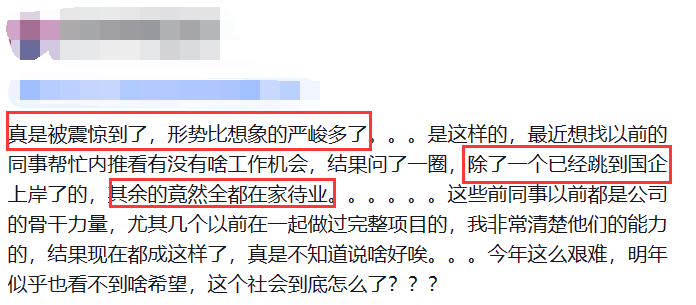 真是被震惊到了，形势比想象的严峻多了。。。是这样的，最近想找以前的
同事帮忙内推看有没有啥工作机会，结果问了一圈，除了一个已经跳到国企
上岸了的，其余的竟然全都在家待业。。。。。。这些前同事以前都是公司
的骨干力量，尤其几个以前在一起做过完整项目的，我非常清楚他们的能力
的，结果现在都成这样了，真是不知道说啥好唉。。。今年这么艰难，明年
似乎也看不到啥希望，这个社会到底怎么了？？？